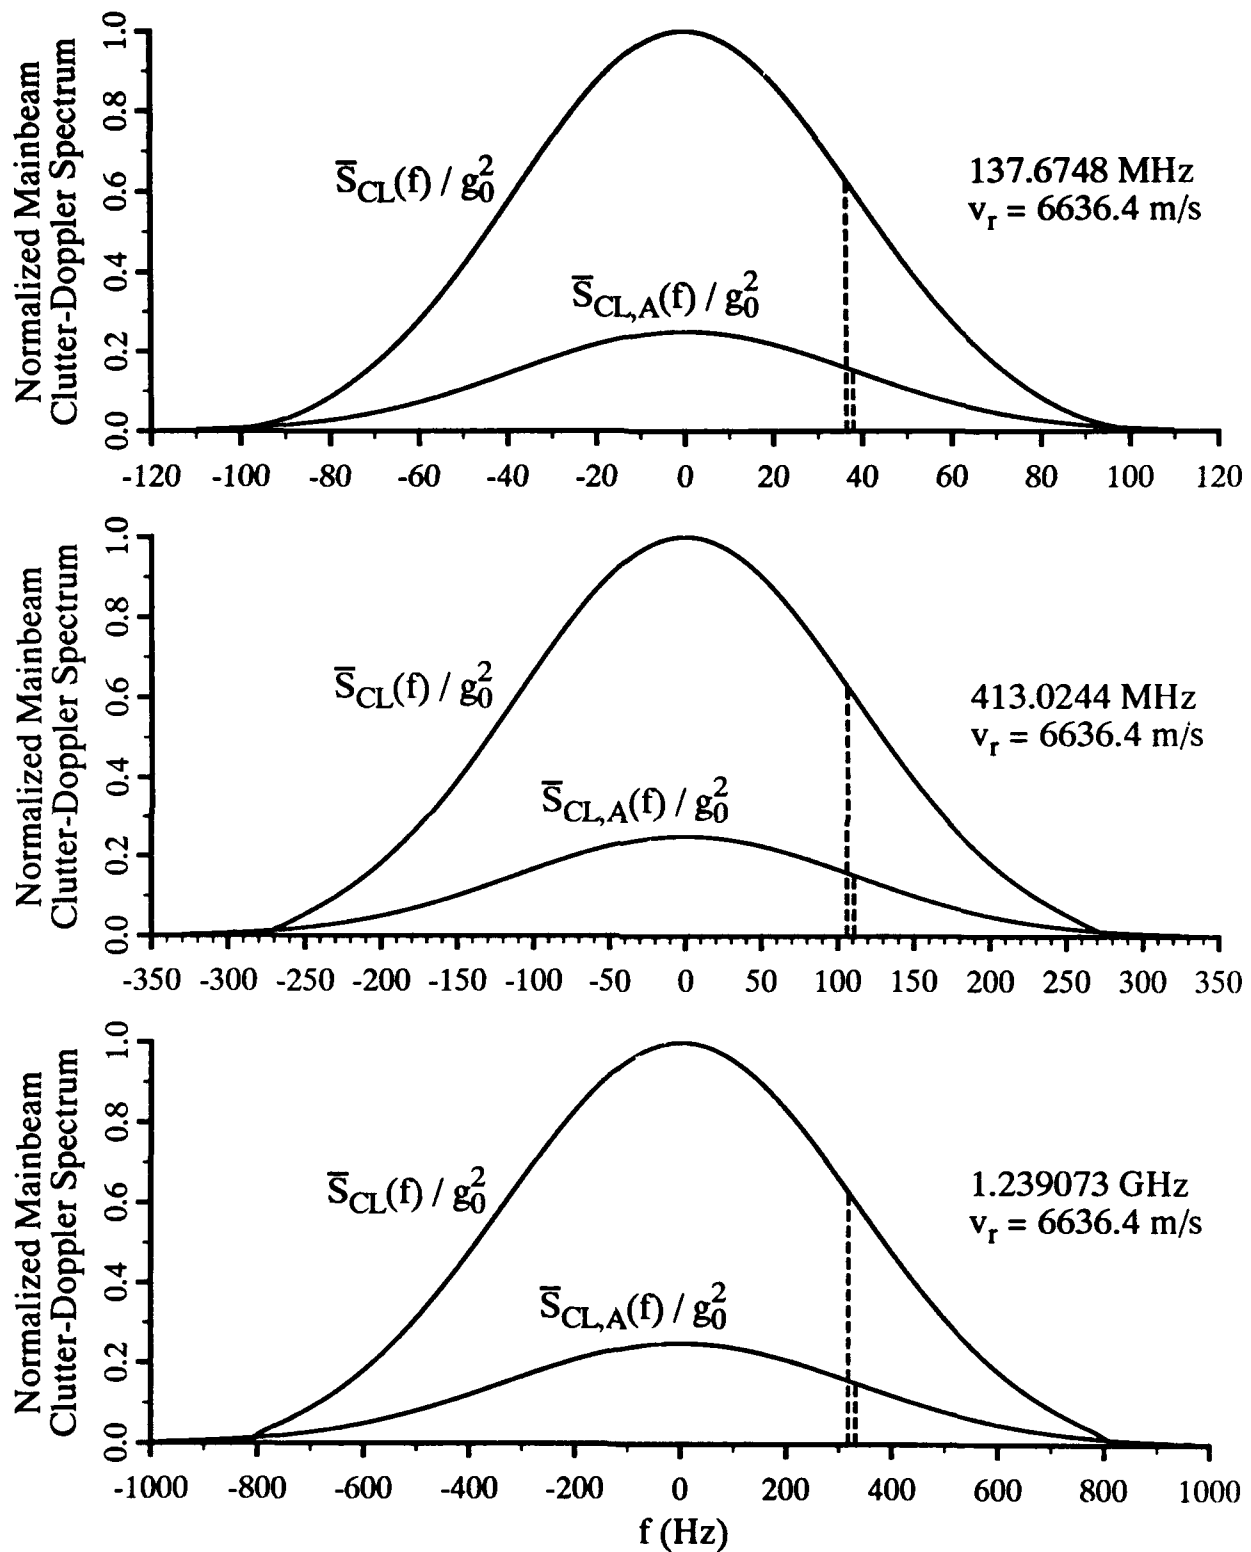 Normalized Mainbeam
Clutter-Doppler Spectrum
1.0
0.8
0.6
0.4
0.2
0.0
S̅CL(f) / g₀²
S̅CL,A(f) / g₀²
137.6748 MHz
vᵣ = 6636.4 m/s
-120 -100 -80 -60 -40 -20 0 20 40 60 80 100 120
Normalized Mainbeam
Clutter-Doppler Spectrum
1.0
0.8
0.6
0.4
0.2
0.0
S̅CL(f) / g₀²
S̅CL,A(f) / g₀²
413.0244 MHz
vᵣ = 6636.4 m/s
-350 -300 -250 -200 -150 -100 -50 0 50 100 150 200 250 300 350
Normalized Mainbeam
Clutter-Doppler Spectrum
1.0
0.8
0.6
0.4
0.2
0.0
S̅CL(f) / g₀²
S̅CL,A(f) / g₀²
1.239073 GHz
vᵣ = 6636.4 m/s
-1000 -800 -600 -400 -200 0 200 400 600 800 1000
f (Hz)